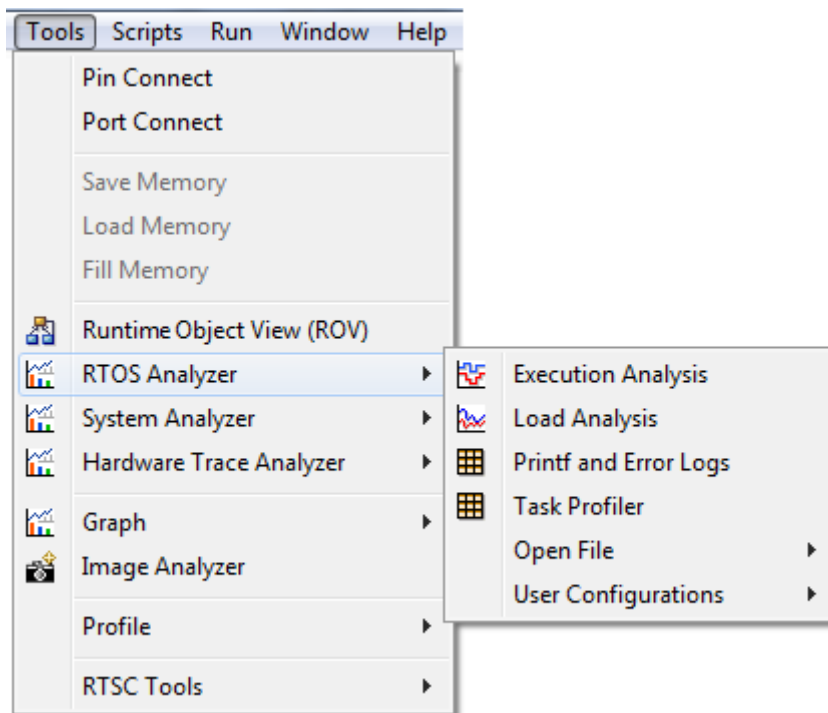 Tools Scripts Run Window Help
Pin Connect
Port Connect
Save Memory
Load Memory
Fill Memory
Runtime Object View (ROV)
RTOS Analyzer
System Analyzer
Hardware Trace Analyzer
Graph
Image Analyzer
Profile
RTSC Tools
Execution Analysis
Load Analysis
Printf and Error Logs
Task Profiler
Open File
User Configurations